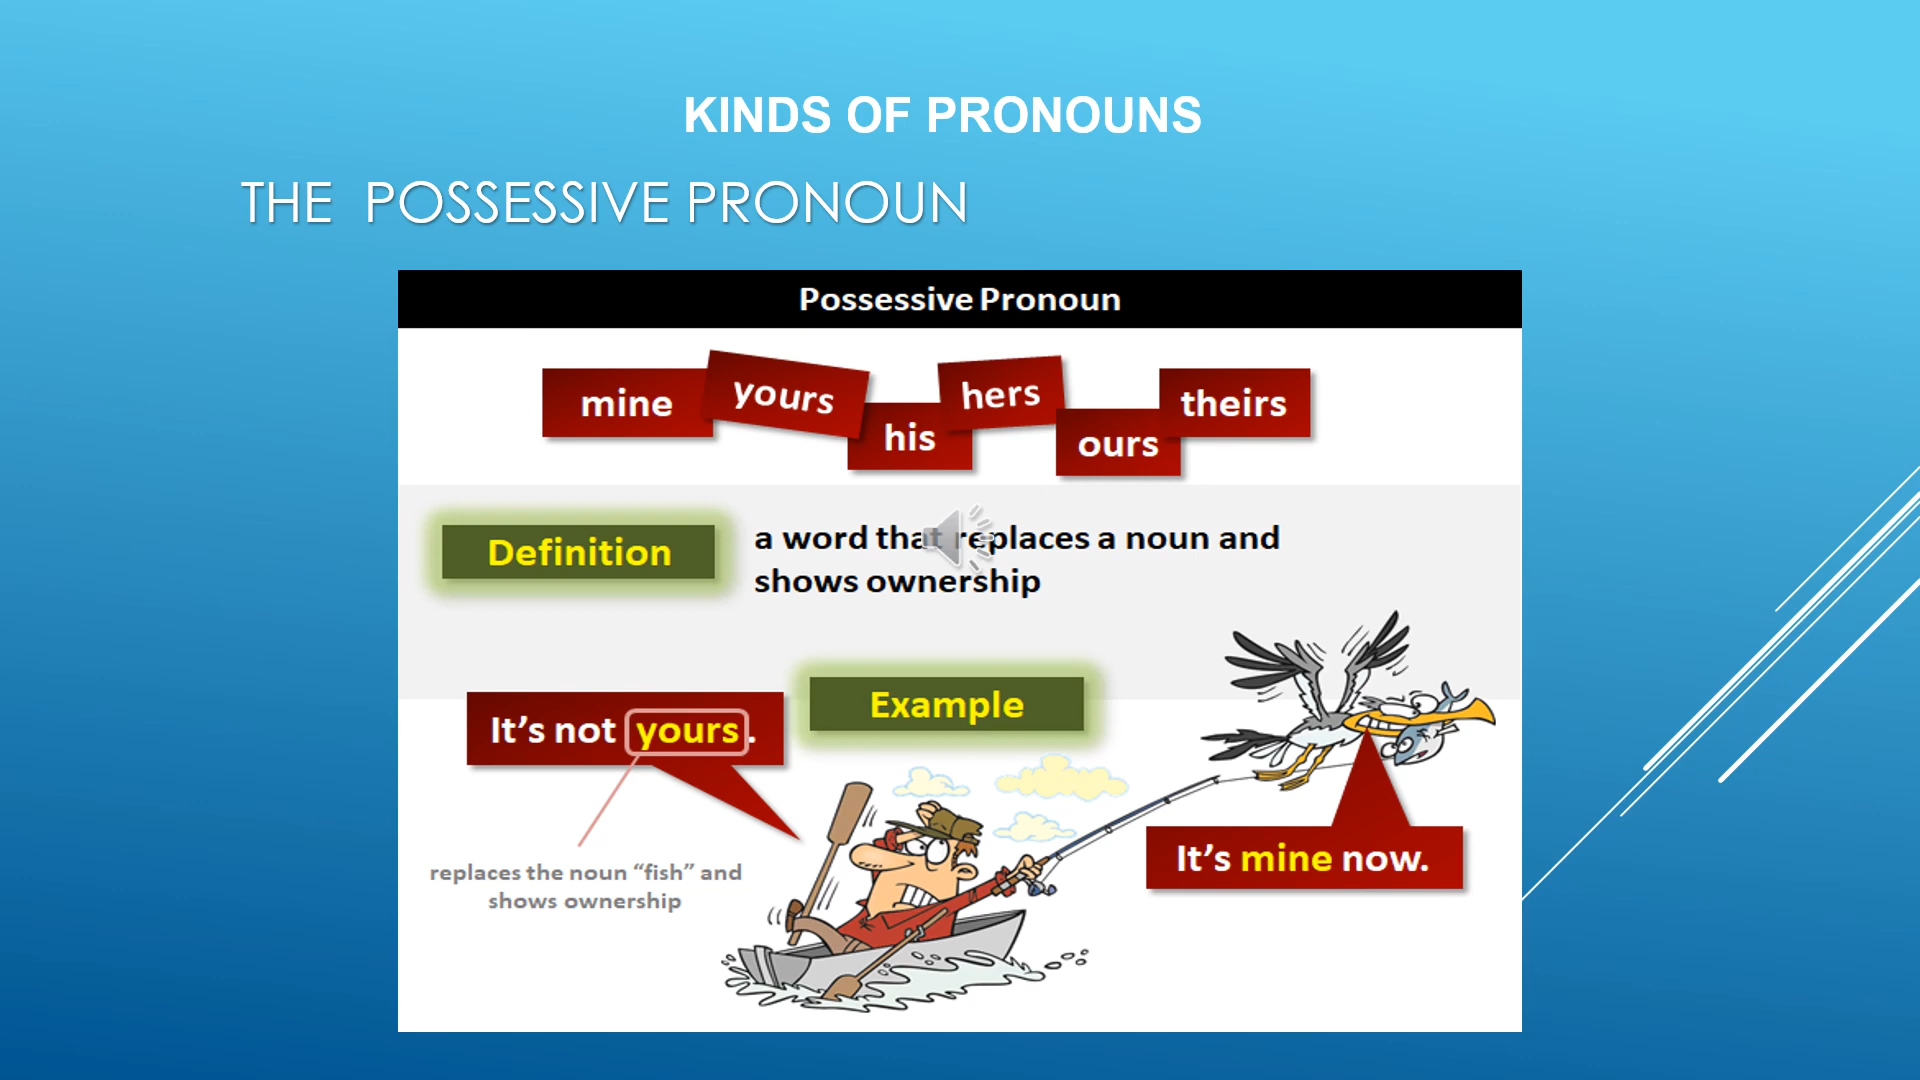 KINDS OF PRONOUNS
THE POSSESSIVE PRONOUN
Possessive Pronoun
mine yours his hers ours theirs
Definition
a word that replaces a noun and
shows ownership
Example
It's not yours.
replaces the noun “fish” and
shows ownership
It's mine now.